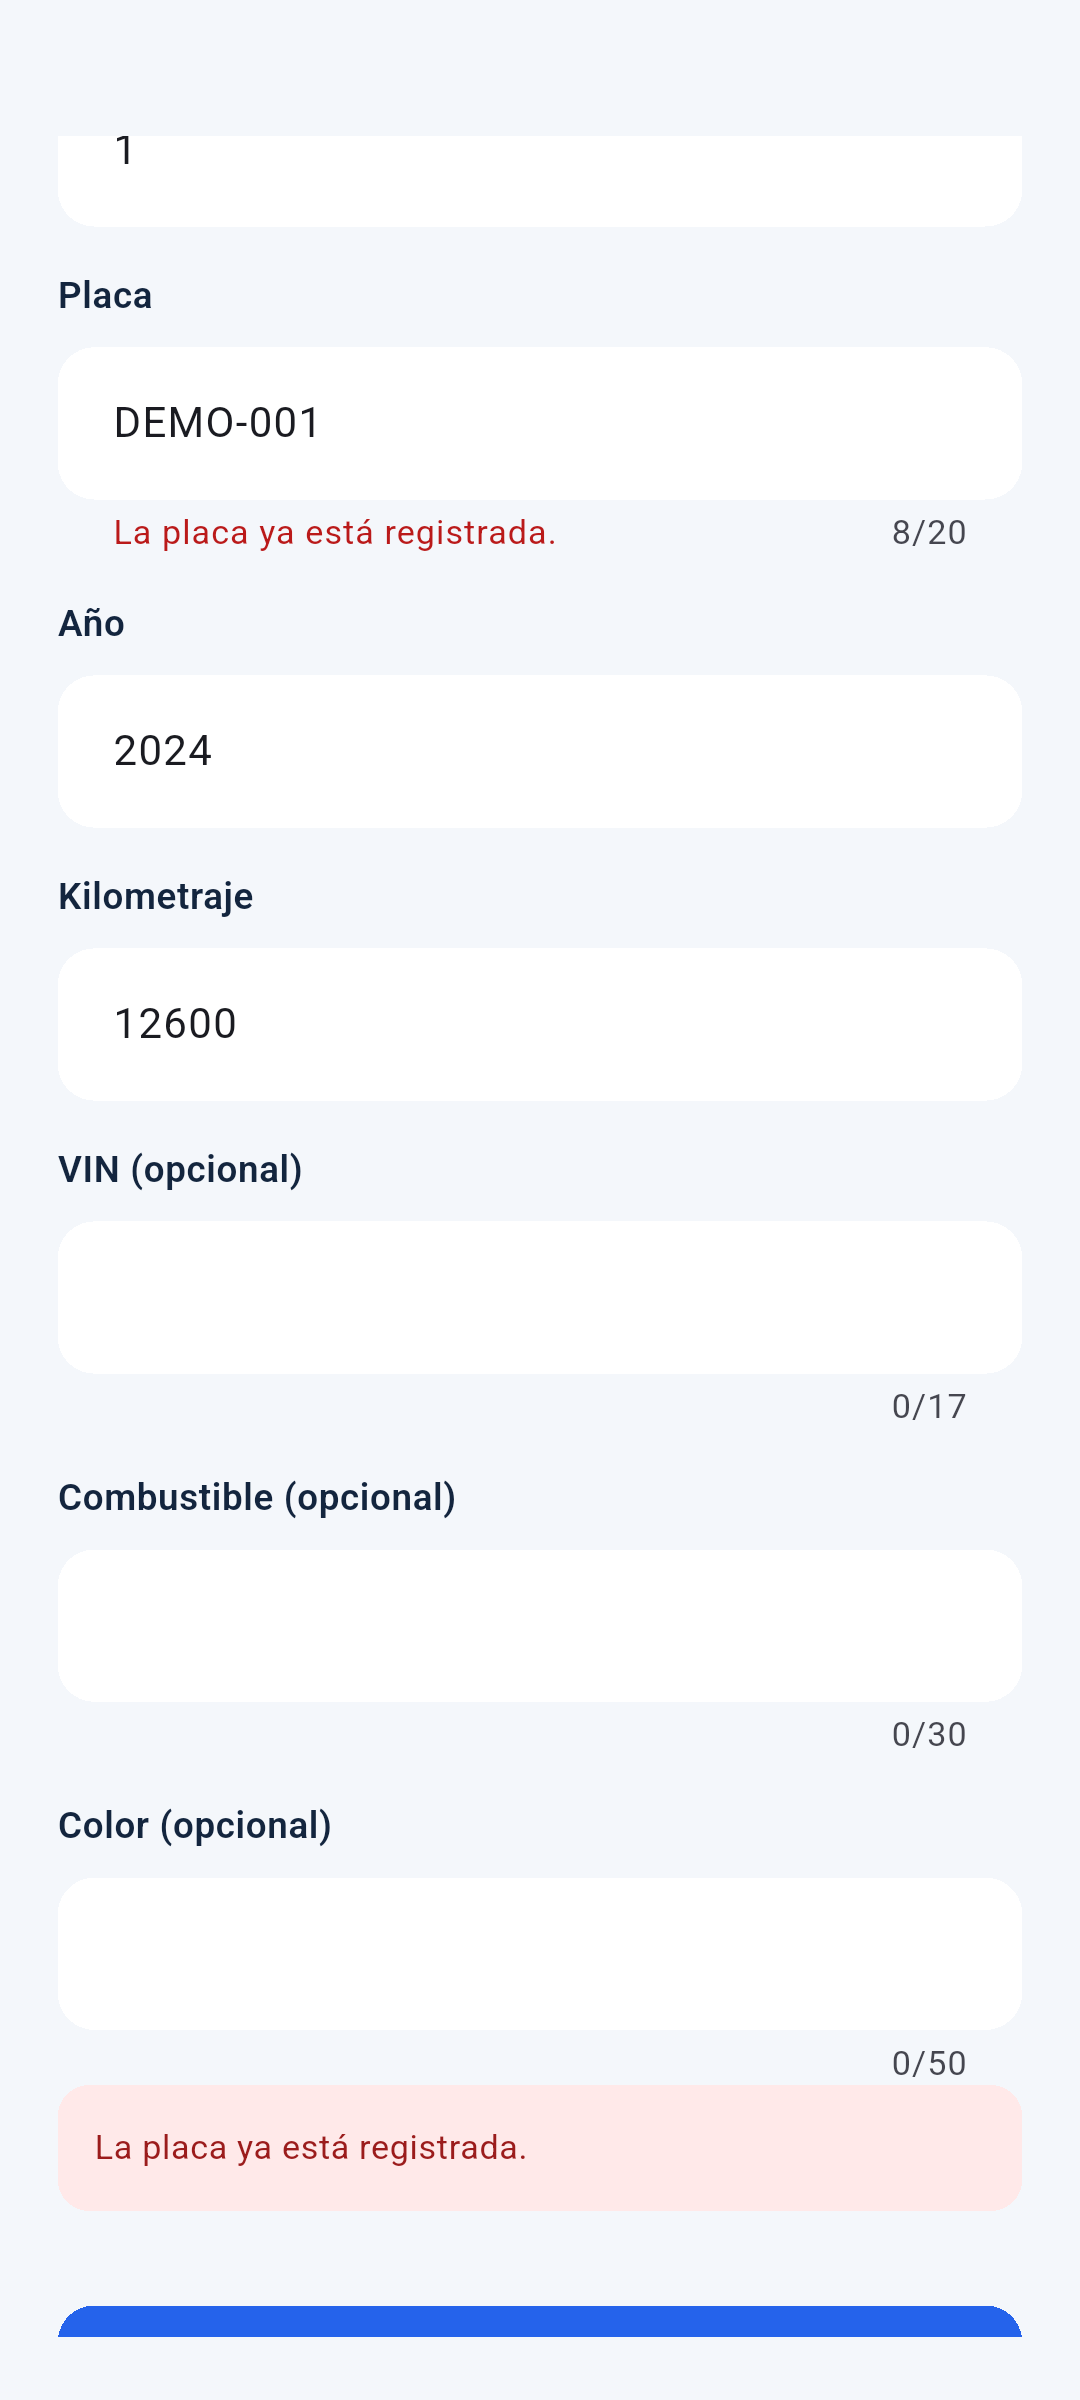 1
Placa
DEMO-001
La placa ya está registrada.
8/20
Año
2024
Kilometraje
12600
VIN (opcional)
0/17
Combustible (opcional)
0/30
Color (opcional)
0/50
La placa ya está registrada.